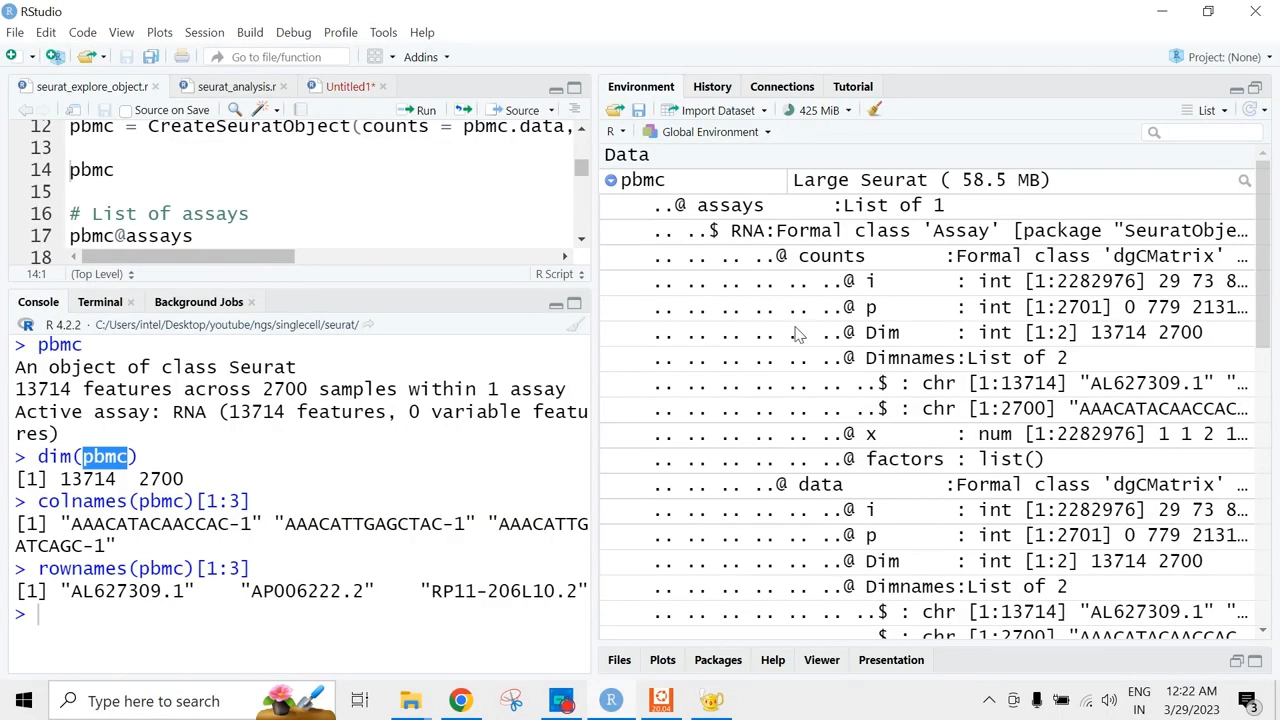 RStudio
File Edit Code View Plots Session Build Debug Profile Tools Help
Go to file/function Addins Project: (None)
seurat_explore_object.r seurat_analysis.r Untitled1*
Source on Save Run Source
12 pbmc = CreateSeuratObject(counts = pbmc.data,
13
14 pbmc
15
16 # List of assays
17 pbmc@assays
18
14:1 (Top Level) R Script
Console Terminal Background Jobs
R 4.2.2 · C:/Users/intel/Desktop/youtube/ngs/singlecell/seurat/
> pbmc
An object of class Seurat
13714 features across 2700 samples within 1 assay
Active assay: RNA (13714 features, 0 variable featu
res)
> dim(pbmc)
[1] 13714 2700
> colnames(pbmc)[1:3]
[1] "AAACATACAACCAC-1" "AAACATTGAGCTAC-1" "AAACATTG
ATCAGC-1"
> rownames(pbmc)[1:3]
[1] "AL627309.1" "AP006222.2" "RP11-206L10.2"
>
Environment History Connections Tutorial
Import Dataset 425 MiB List
R Global Environment
Data
pbmc Large Seurat ( 58.5 MB)
..@ assays :List of 1
.. ..$ RNA:Formal class 'Assay' [package "SeuratObje…
.. .. .. ..@ counts :Formal class 'dgCMatrix' …
.. .. .. .. .. ..@ i : int [1:2282976] 29 73 8…
.. .. .. .. .. ..@ p : int [1:2701] 0 779 2131…
.. .. .. .. .. ..@ Dim : int [1:2] 13714 2700
.. .. .. .. .. ..@ Dimnames:List of 2
.. .. .. .. .. .. ..$ : chr [1:13714] "AL627309.1" "…
.. .. .. .. .. .. ..$ : chr [1:2700] "AAACATACAACCAC…
.. .. .. .. .. ..@ x : num [1:2282976] 1 1 2 1…
.. .. .. .. .. ..@ factors : list()
.. .. .. ..@ data :Formal class 'dgCMatrix' …
.. .. .. .. .. ..@ i : int [1:2282976] 29 73 8…
.. .. .. .. .. ..@ p : int [1:2701] 0 779 2131…
.. .. .. .. .. ..@ Dim : int [1:2] 13714 2700
.. .. .. .. .. ..@ Dimnames:List of 2
.. .. .. .. .. .. ..$ : chr [1:13714] "AL627309.1" "…
$ : chr [1:2700] "AAACATACAACCAC
Files Plots Packages Help Viewer Presentation
Type here to search
20.04
ENG 12:22 AM
IN 3/29/2023
3